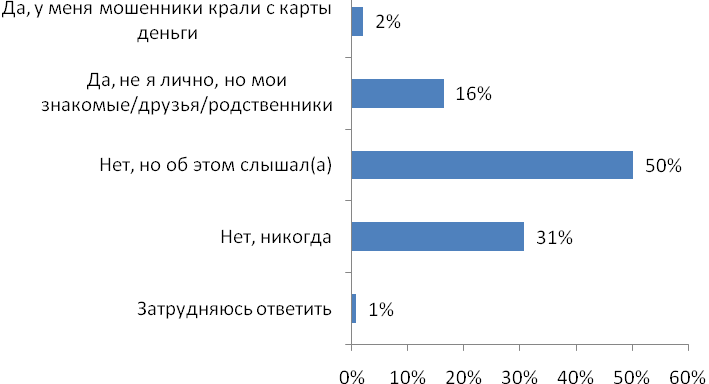 Да, у меня мошенники крали с карты
деньги
2%
Да, не я лично, но мои
знакомые/друзья/родственники
16%
Нет, но об этом слышал(а)
50%
Нет, никогда
31%
Затрудняюсь ответить
1%
0% 10% 20% 30% 40% 50% 60%